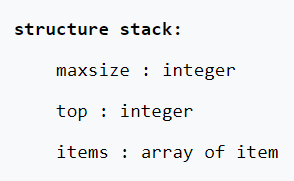 structure stack:
maxsize : integer
top : integer
items : array of item